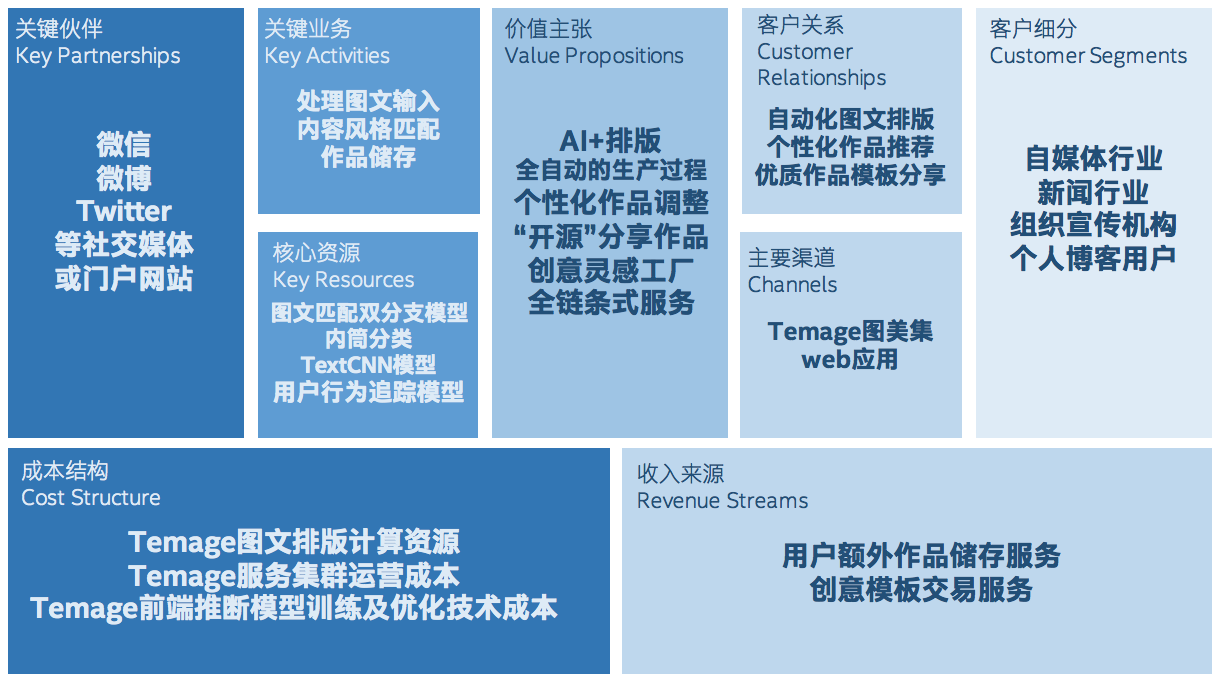 关键伙伴
Key Partnerships
微信
微博
Twitter
等社交媒体
或门户网站
关键业务
Key Activities
处理图文输入
内容风格匹配
作品储存
核心资源
Key Resources
图文匹配双分支模型
内筒分类
TextCNN模型
用户行为追踪模型
价值主张
Value Propositions
AI+排版
全自动的生产过程
个性化作品调整
“开源”分享作品
创意灵感工厂
全链条式服务
客户关系
Customer
Relationships
自动化图文排版
个性化作品推荐
优质作品模板分享
主要渠道
Channels
Temage图美集
web应用
客户细分
Customer Segments
自媒体行业
新闻行业
组织宣传机构
个人博客用户
成本结构
Cost Structure
Temage图文排版计算资源
Temage服务集群运营成本
Temage前端推断模型训练及优化技术成本
收入来源
Revenue Streams
用户额外作品储存服务
创意模板交易服务